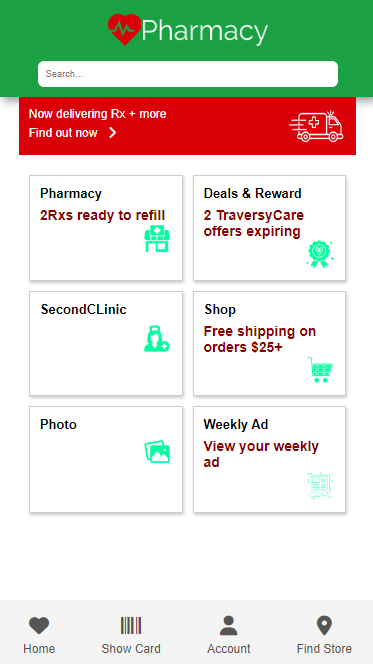 Pharmacy
Search...
Now delivering Rx + more
Find out now
Pharmacy
2Rxs ready to refill
Deals & Reward
2 TraversyCare
offers expiring
SecondCLinic
Shop
Free shipping on
orders $25+
Photo
Weekly Ad
View your weekly
ad
Home
Show Card
Account
Find Store